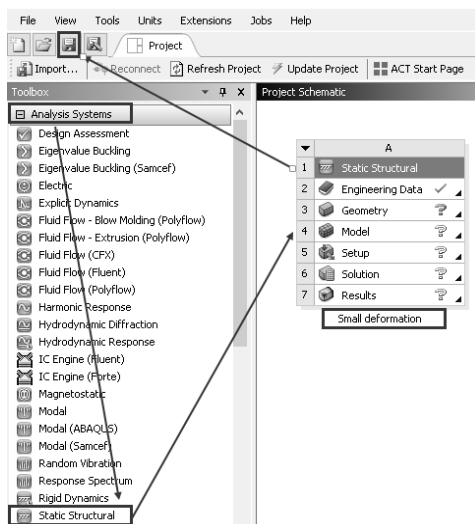 File View Tools Units Extensions Jobs Help
Project
Import... Reconnect Refresh Project Update Project ACT Start Page
Toolbox
Project Schematic
Analysis Systems
Design Assessment
Eigenvalue Buckling
Eigenvalue Buckling (Samcef)
Electric
Explicit Dynamics
Fluid Flow - Blow Molding (Polyflow)
Fluid Flow - Extrusion (Polyflow)
Fluid Flow (CFX)
Fluid Flow (Fluent)
Fluid Flow (Polyflow)
Harmonic Response
Hydrodynamic Diffraction
Hydrodynamic Response
IC Engine (Fluent)
IC Engine (Forte)
Magnetostatic
Modal
Modal (ABAQUS)
Modal (Samcef)
Random Vibration
Response Spectrum
Rigid Dynamics
Static Structural
A
1 Static Structural
2 Engineering Data
3 Geometry ?
4 Model ?
5 Setup ?
6 Solution ?
7 Results ?
Small deformation